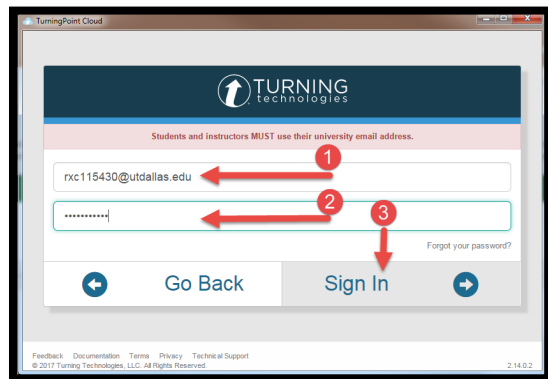 TurningPoint Cloud
TURNING
technologies
Students and instructors MUST use their university email address.
1
rxc115430@utdallas.edu
2
•••••••••••
3
Forgot your password?
Go Back
Sign In
Feedback Documentation Terms Privacy Technical Support
© 2017 Turning Technologies, LLC. All Rights Reserved.
2.14.0.2